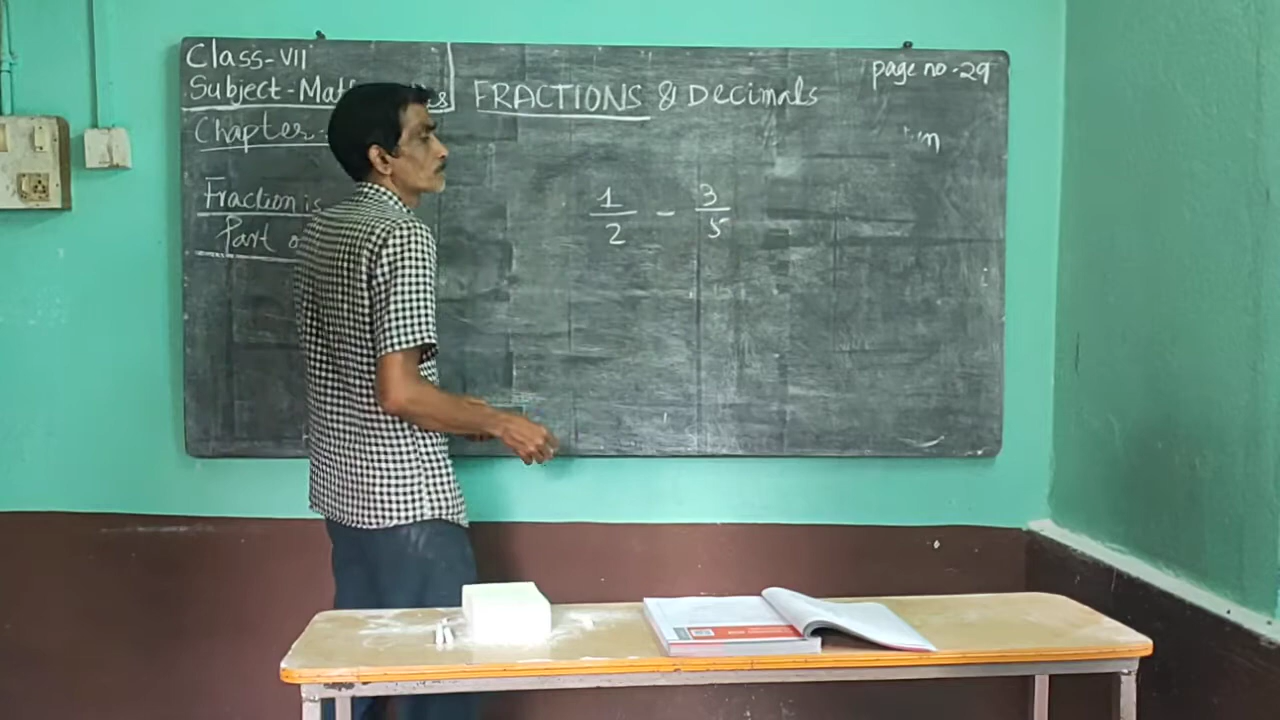 Class-VII
Subject-Mat
FRACTIONS & Decimals
page no-29
Chapter
Fraction is
Part o
1/2 - 3/5